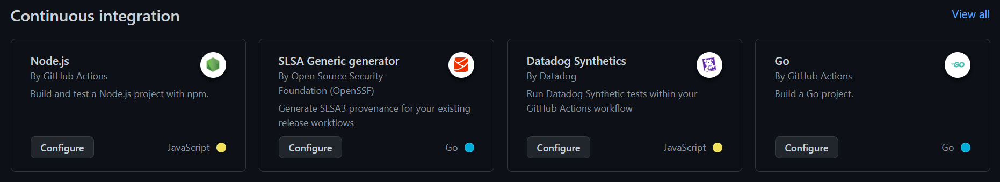 Continuous integration
View all
Node.js
By GitHub Actions
Build and test a Node.js project with npm.
Configure
JavaScript
SLSA Generic generator
By Open Source Security
Foundation (OpenSSF)
Generate SLSA3 provenance for your existing
release workflows
Configure
Go
Datadog Synthetics
By Datadog
Run Datadog Synthetic tests within your
GitHub Actions workflow
Configure
JavaScript
Go
GO
By GitHub Actions
Build a Go project.
Configure
Go